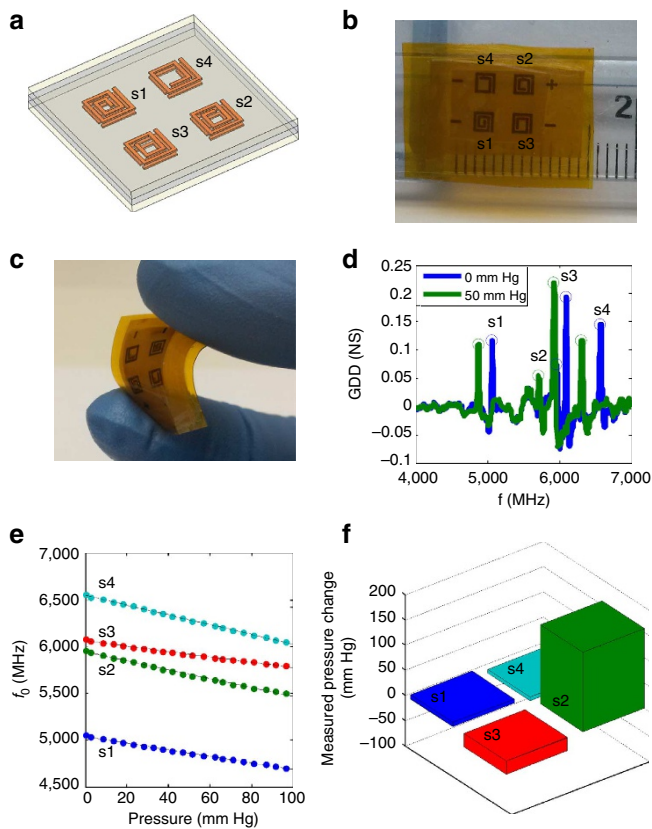 a
s4
s1
s2
s3
b
s4 s2
− +
− −
s1 s3
2
c
d
0.25
0 mm Hg
50 mm Hg
s3
0.2
s4
0.15
s1
0.1
s2
0.05
0
−0.05
−0.1
GDD (NS)
4,000 5,000 6,000 7,000
f (MHz)
e
7,000
s4
6,500
s3
6,000
s2
5,500
5,000
s1
4,500
f0 (MHz)
0 20 40 60 80 100
Pressure (mm Hg)
f
200
150
100
50
0
−50
−100
Measured pressure change
(mm Hg)
s4
s1
s2
s3